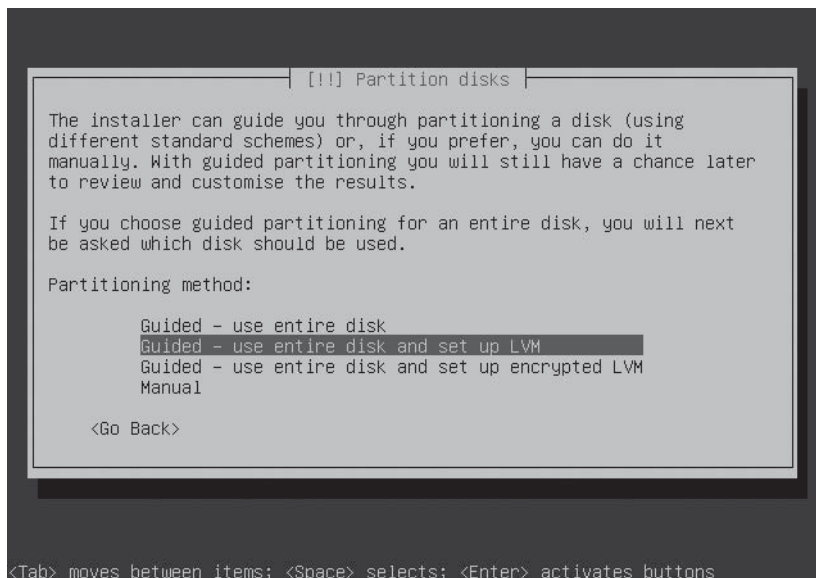 [!!] Partition disks
The installer can guide you through partitioning a disk (using
different standard schemes) or, if you prefer, you can do it
manually. With guided partitioning you will still have a chance later
to review and customise the results.
If you choose guided partitioning for an entire disk, you will next
be asked which disk should be used.
Partitioning method:
Guided – use entire disk
Guided – use entire disk and set up LVM
Guided – use entire disk and set up encrypted LVM
Manual
<Go Back>
<Tab> moves between items; <Space> selects; <Enter> activates buttons